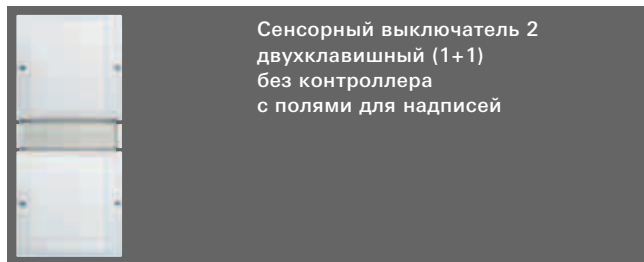 Сенсорный выключатель 2
двухклавишный (1+1)
без контроллера
с полями для надписей